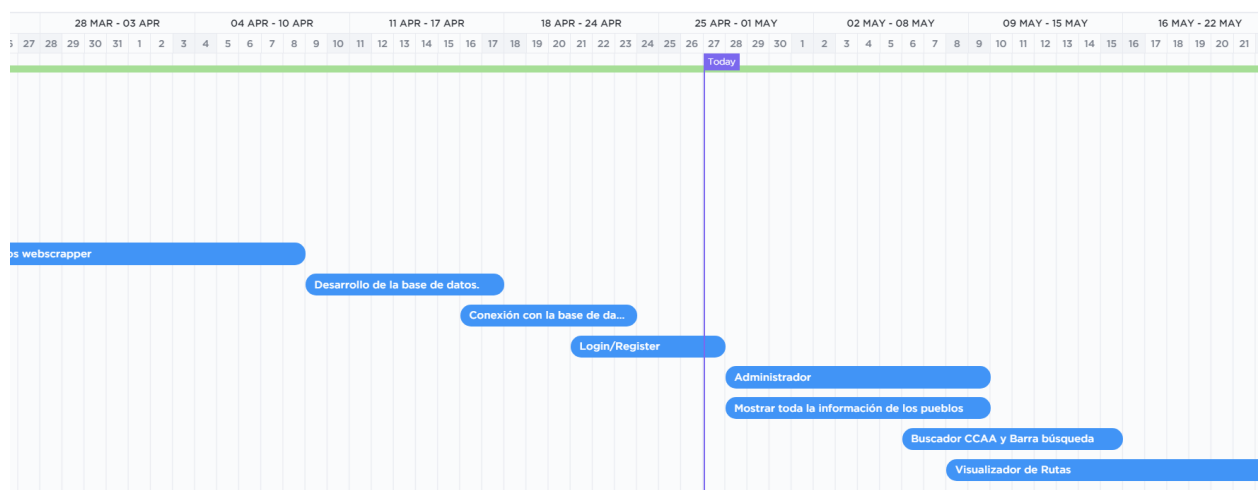 28 MAR - 03 APR 04 APR - 10 APR 11 APR - 17 APR 18 APR - 24 APR 25 APR - 01 MAY 02 MAY - 08 MAY 09 MAY - 15 MAY 16 MAY - 22 MAY
27 28 29 30 31 1 2 3 4 5 6 7 8 9 10 11 12 13 14 15 16 17 18 19 20 21 22 23 24 25 26 27 28 29 30 1 2 3 4 5 6 7 8 9 10 11 12 13 14 15 16 17 18 19 20 21
Today
os webscrapper
Desarrollo de la base de datos.
Conexión con la base de da...
Login/Register
Administrador
Mostrar toda la información de los pueblos
Buscador CCAA y Barra búsqueda
Visualizador de Rutas